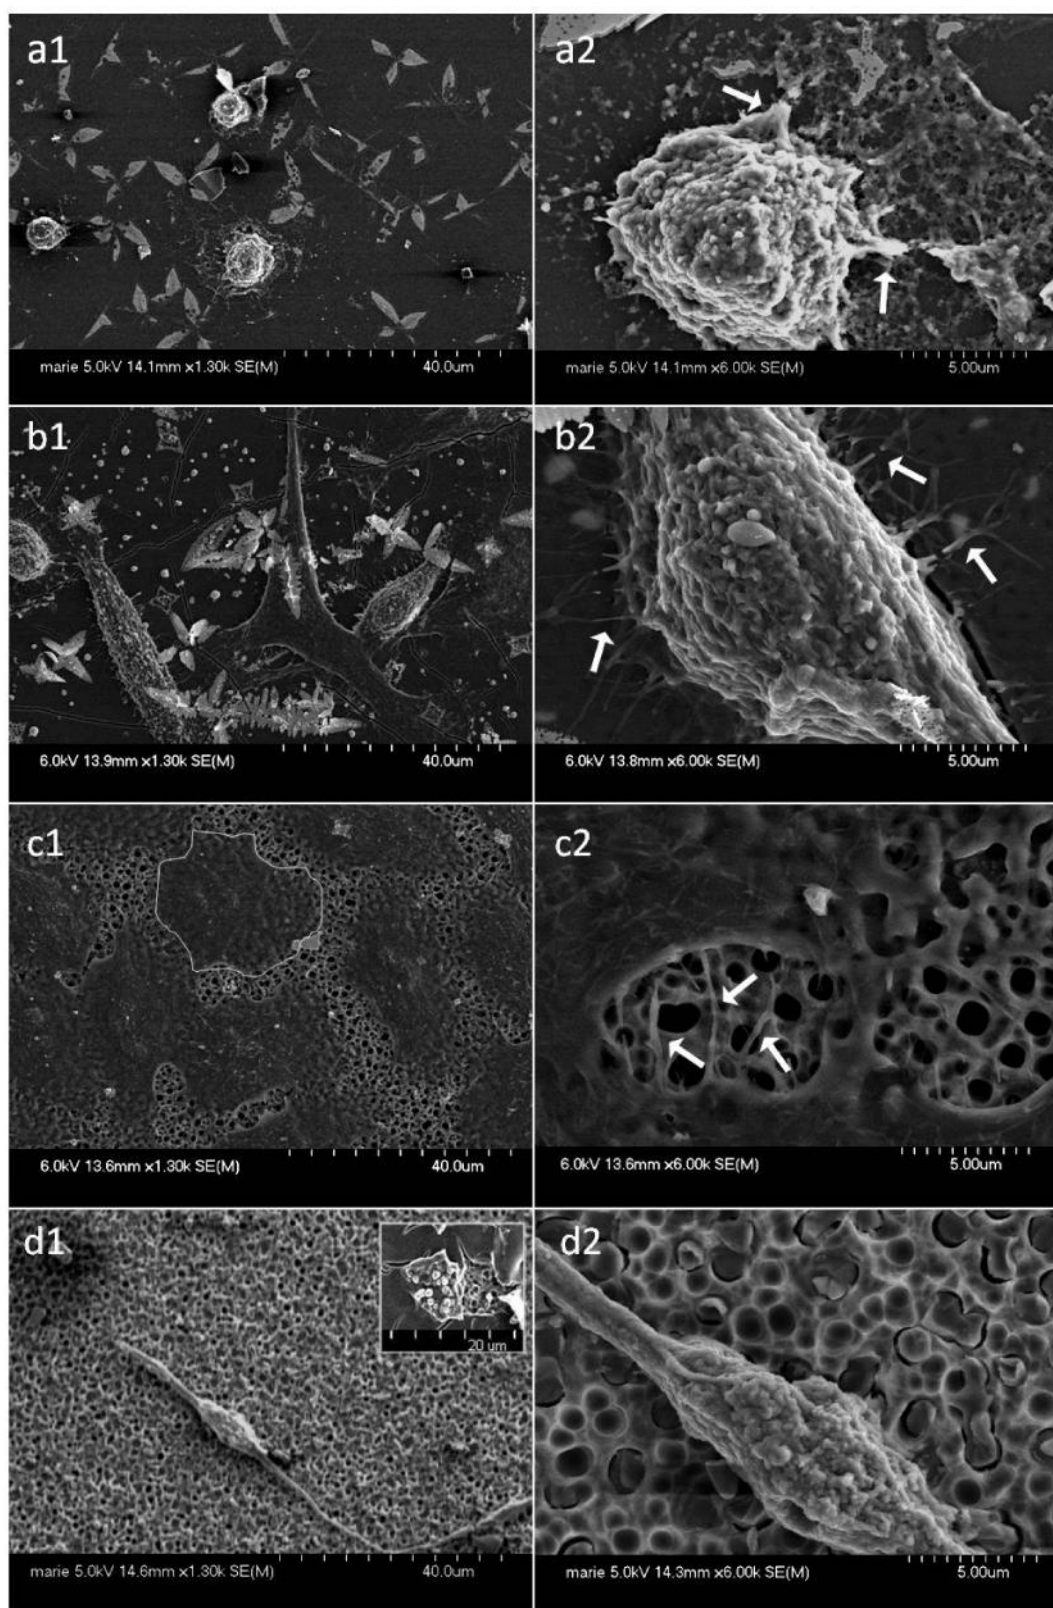 a1
a2
marie 5.0kV 14.1mm x1.30k SE(M) 40.0um
marie 5.0kV 14.1mm x6.00k SE(M) 5.00um
b1
b2
6.0kV 13.9mm x1.30k SE(M) 40.0um
6.0kV 13.8mm x6.00k SE(M) 5.00um
c1
c2
6.0kV 13.6mm x1.30k SE(M) 40.0um
6.0kV 13.6mm x6.00k SE(M) 5.00um
d1
20 um
d2
marie 5.0kV 14.6mm x1.30k SE(M) 40.0um
marie 5.0kV 14.3mm x6.00k SE(M) 5.00um